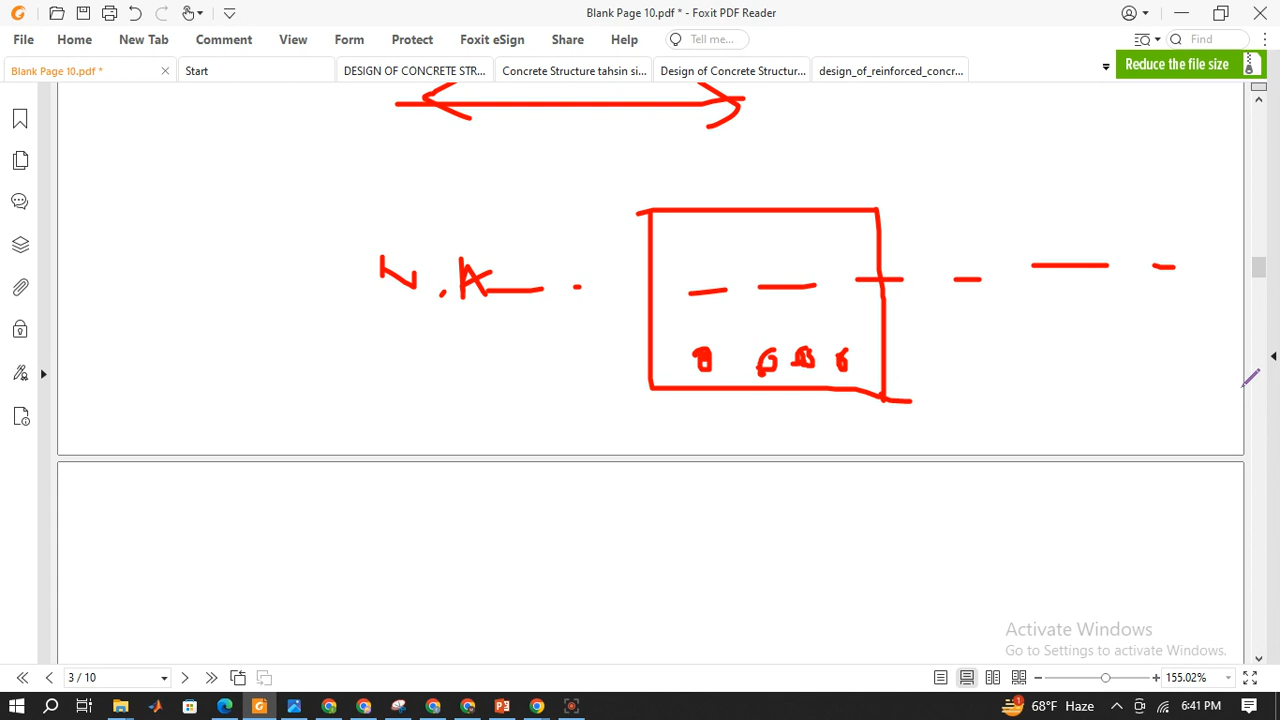 Blank Page 10.pdf * - Foxit PDF Reader
File Home New Tab Comment View Form Protect Foxit eSign Share Help Tell me... Find
Blank Page 10.pdf * Start DESIGN OF CONCRETE STR... Concrete Structure tahsin si... Design of Concrete Structur... design_of_reinforced_concr... Reduce the file size
N.A
Activate Windows
Go to Settings to activate Windows.
3 / 10 155.02%
1 68°F Haze 6:41 PM